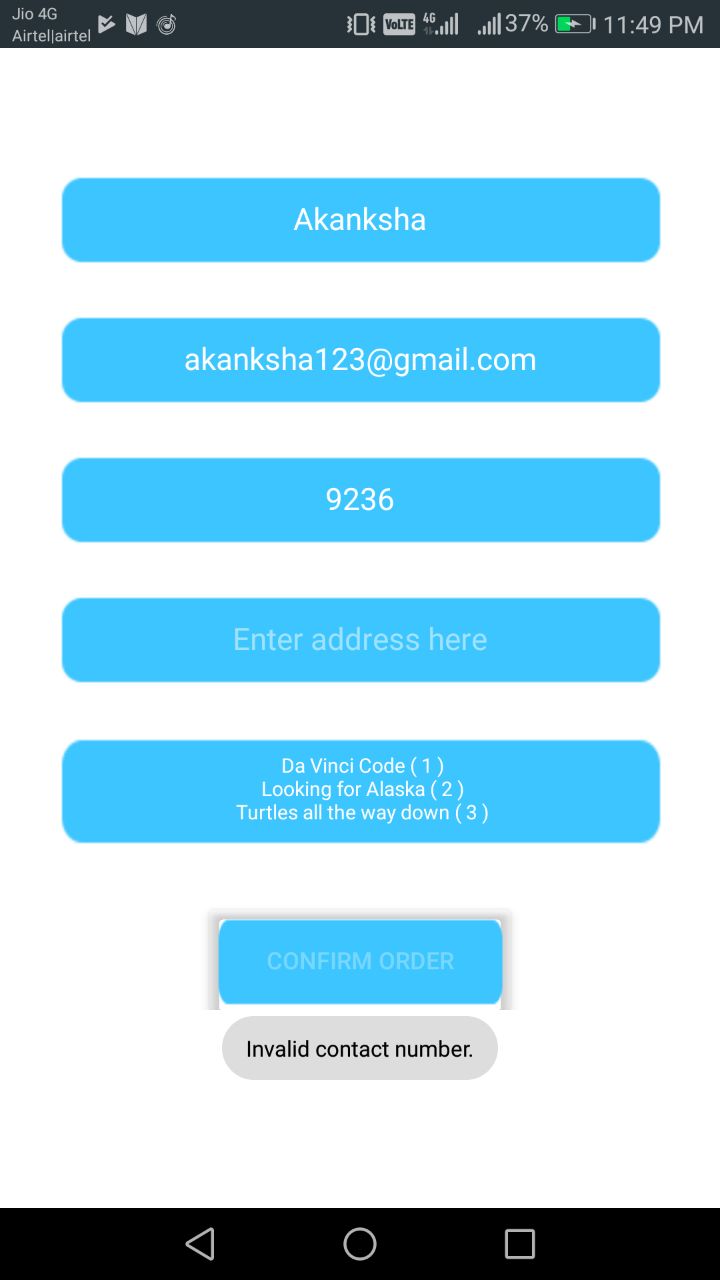 Jio 4G
Airtel|airtel
VoLTE 4G 37% 11:49 PM
Akanksha
akanksha123@gmail.com
9236
Enter address here
Da Vinci Code ( 1 )
Looking for Alaska ( 2 )
Turtles all the way down ( 3 )
CONFIRM ORDER
Invalid contact number.